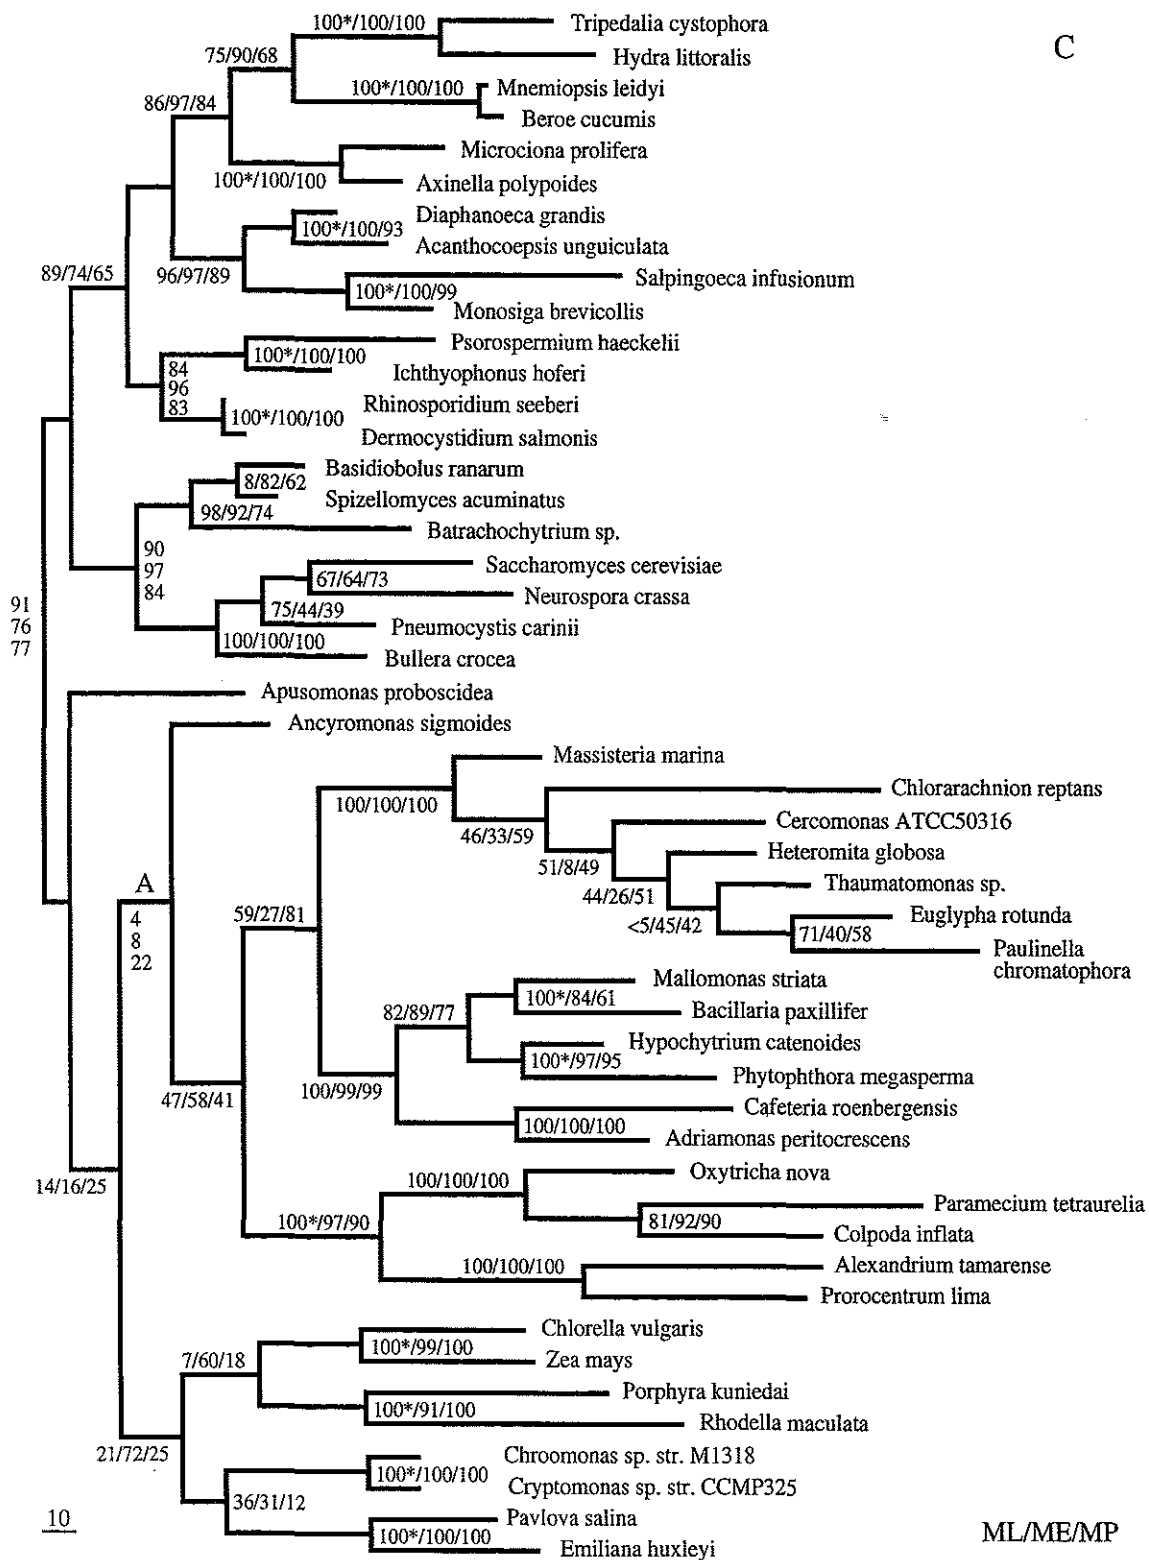 100*/100/100
Tripedalia cystophora
C
75/90/68
Hydra littoralis
100*/100/100
Mnemiopsis leidyi
86/97/84
Beroe cucumis
Microciona prolifera
100*/100/100
Axinella polypoides
Diaphanoeca grandis
100*/100/93
Acanthocoepsis unguiculata
89/74/65
96/97/89
Salpingoeca infusionum
100*/100/99
Monosiga brevicollis
Psorospermium haeckelii
100*/100/100
84
96
83
Ichthyophonus hoferi
Rhinosporidium seeberi
100*/100/100
Dermocystidium salmonis
Basidiobolus ranarum
8/82/62
Spizellomyces acuminatus
98/92/74
Batrachochytrium sp.
90
97
84
Saccharomyces cerevisiae
67/64/73
Neurospora crassa
75/44/39
Pneumocystis carinii
100/100/100
Bullera crocea
91
76
77
Apusomonas proboscidea
Ancyromonas sigmoides
Massisteria marina
100/100/100
Chlorarachnion reptans
46/33/59
Cercomonas ATCC50316
51/8/49
Heteromita globosa
44/26/51
Thaumatomonas sp.
A
4
8
22
59/27/81
<5/45/42
Euglypha rotunda
71/40/58
Paulinella
chromatophora
Mallomonas striata
100*/84/61
82/89/77
Bacillaria paxillifer
Hypochytrium catenoides
100*/97/95
Phytophthora megasperma
100/99/99
47/58/41
Cafeteria roenbergensis
100/100/100
Adriamonas peritocrescens
14/16/25
100/100/100
Oxytricha nova
Paramecium tetraurelia
100*/97/90
81/92/90
Colpoda inflata
100/100/100
Alexandrium tamarense
Prorocentrum lima
Chlorella vulgaris
100*/99/100
7/60/18
Zea mays
Porphyra kuniedai
100*/91/100
Rhodella maculata
21/72/25
Chroomonas sp. str. M1318
100*/100/100
Cryptomonas sp. str. CCMP325
36/31/12
10
Pavlova salina
100*/100/100
Emiliana huxleyi
ML/ME/MP